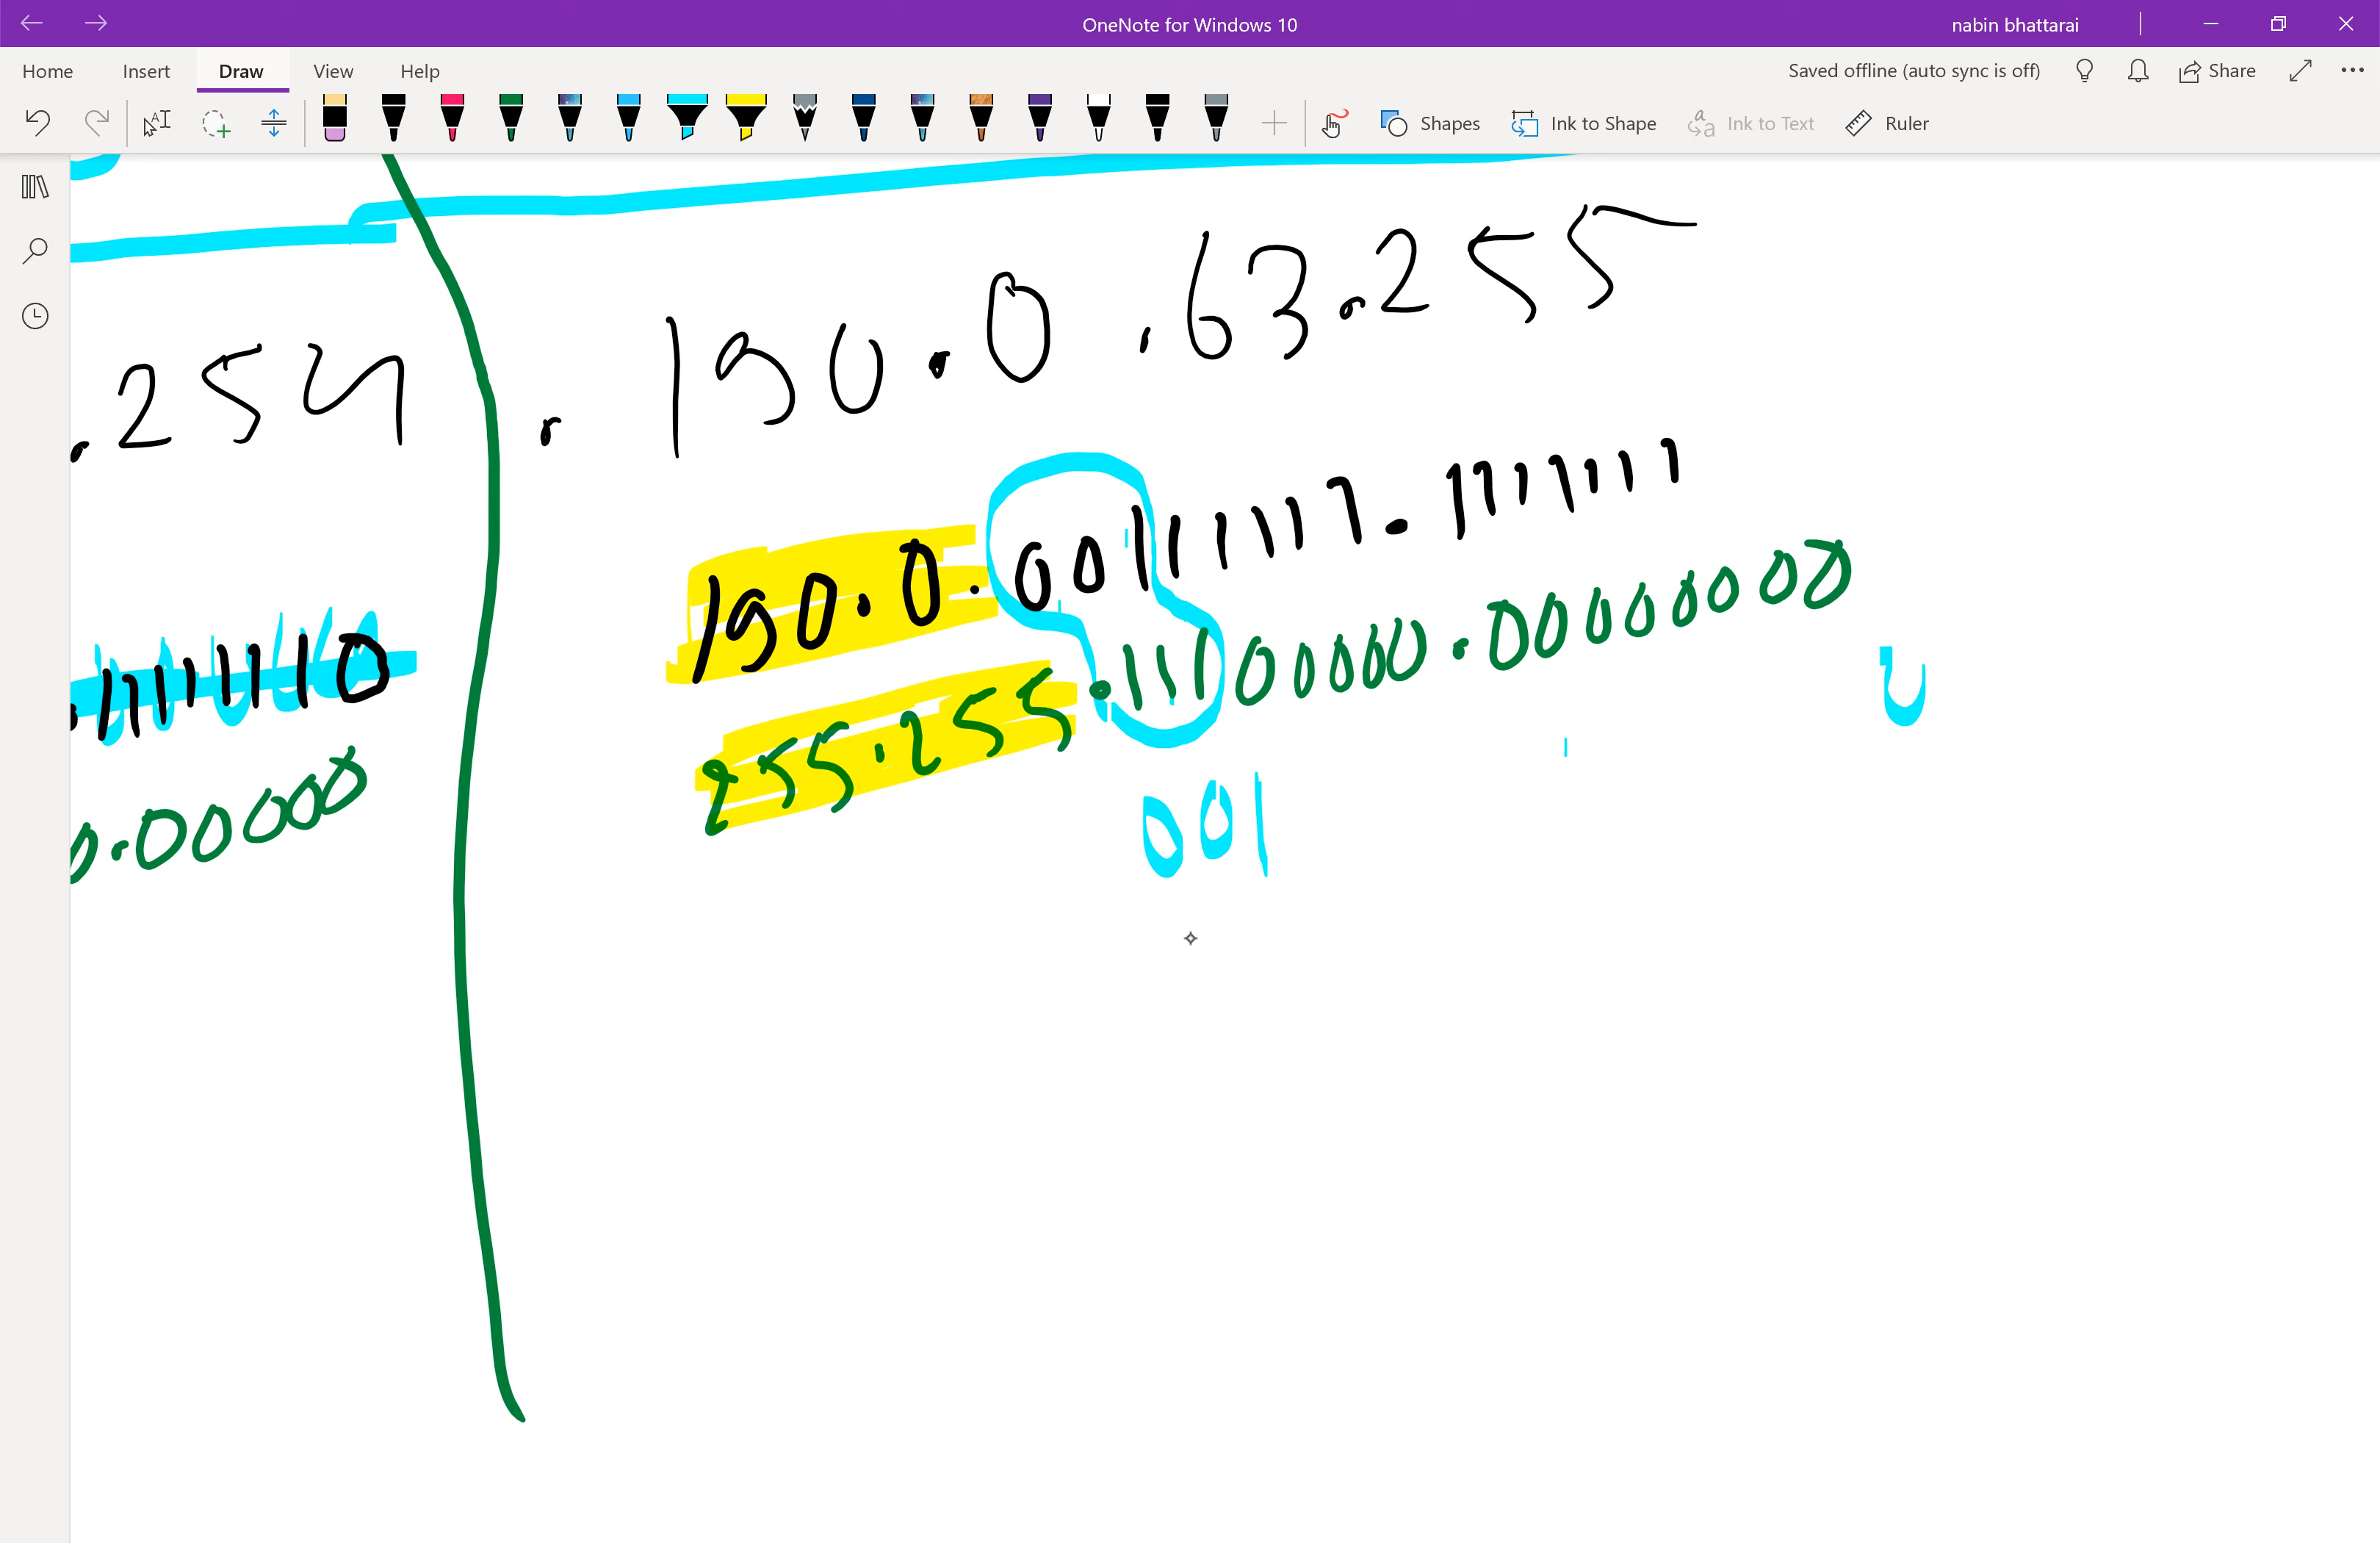 OneNote for Windows 10
nabin bhattarai
Home Insert Draw View Help
Saved offline (auto sync is off) Share
Shapes Ink to Shape Ink to Text Ruler
.254
. 190.0.63.255
190.0.00111111.11111111
.11111110
255.255.11100000.00000000
0.00000000
001